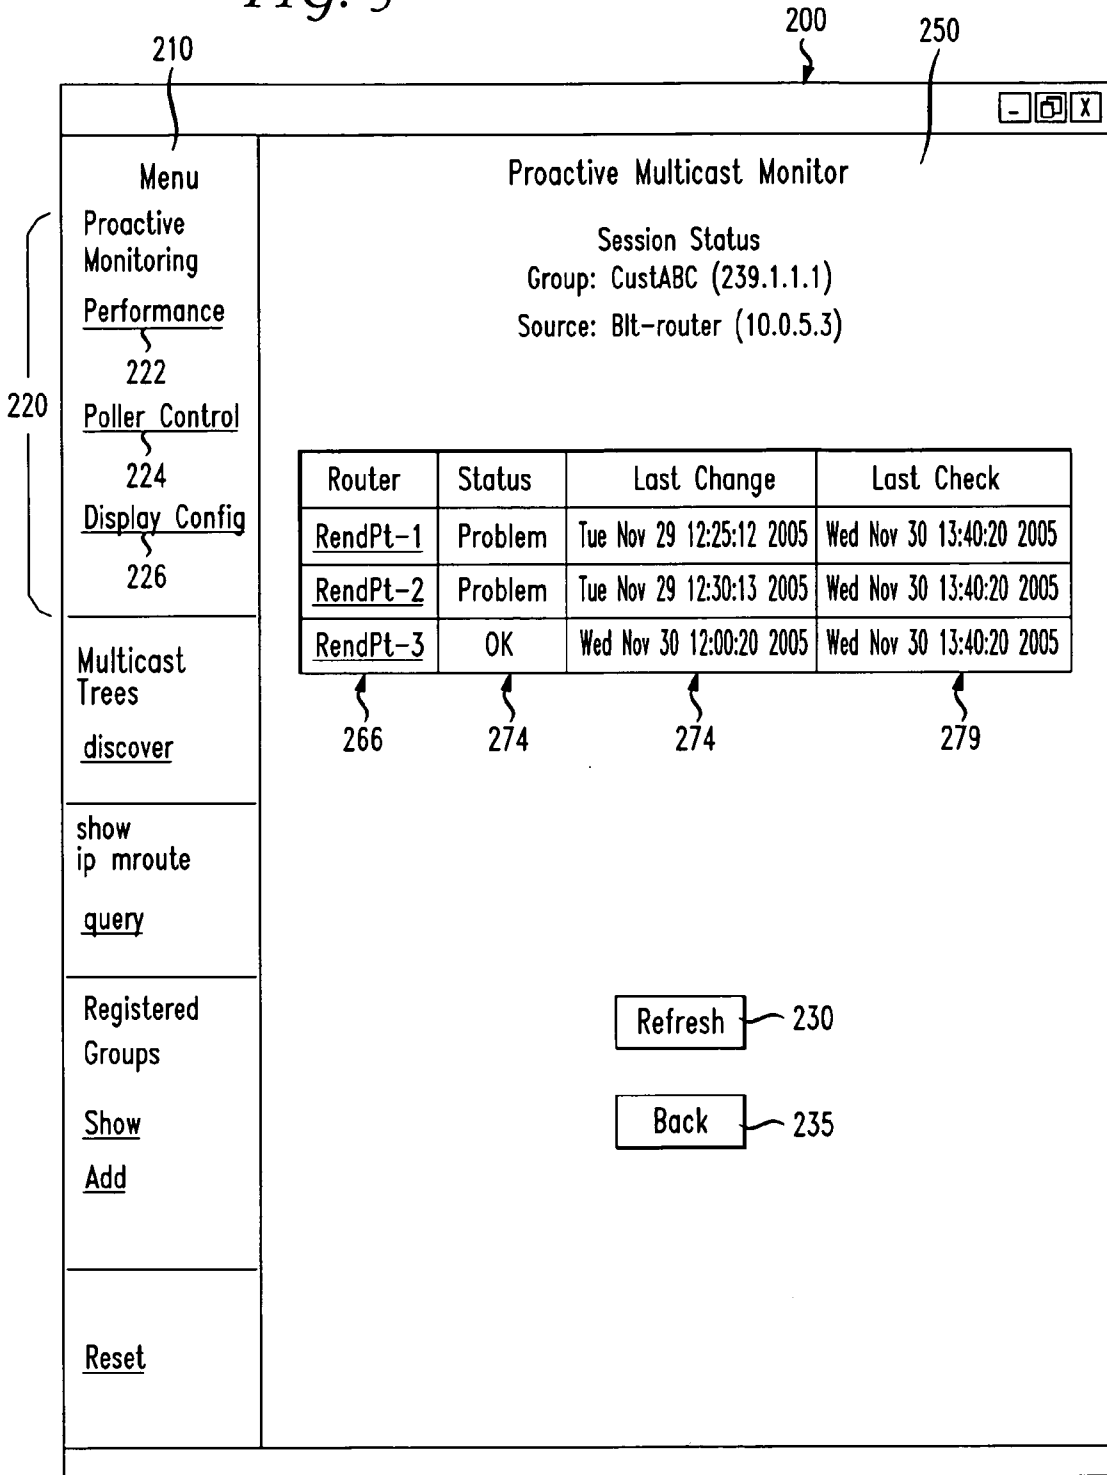 200
250
210
- X
Menu
Proactive
Monitoring
Performance
222
220
Poller Control
224
Display Config
226
Multicast
Trees
discover
show
ip mroute
query
Registered
Groups
Show
Add
Reset
Proactive Multicast Monitor
Session Status
Group: CustABC (239.1.1.1)
Source: Blt-router (10.0.5.3)
Router Status Last Change Last Check
RendPt-1 Problem Tue Nov 29 12:25:12 2005 Wed Nov 30 13:40:20 2005
RendPt-2 Problem Tue Nov 29 12:30:13 2005 Wed Nov 30 13:40:20 2005
RendPt-3 OK Wed Nov 30 12:00:20 2005 Wed Nov 30 13:40:20 2005
266 274 274 279
Refresh 230
Back 235